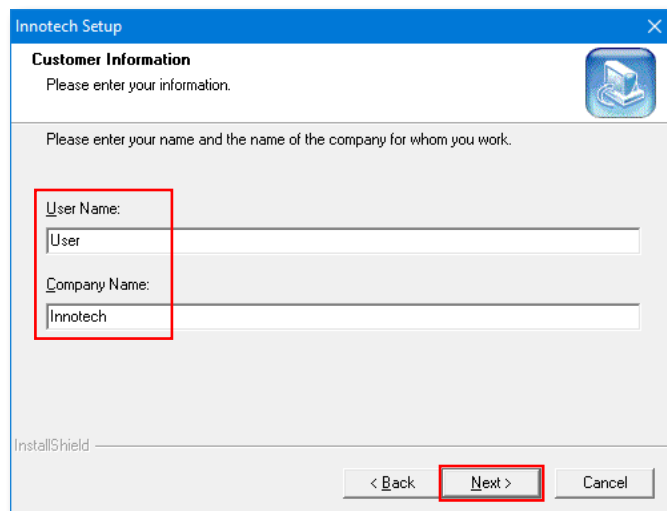 Innotech Setup
Customer Information
Please enter your information.
Please enter your name and the name of the company for whom you work.
User Name:
User
Company Name:
Innotech
InstallShield
< Back
Next >
Cancel